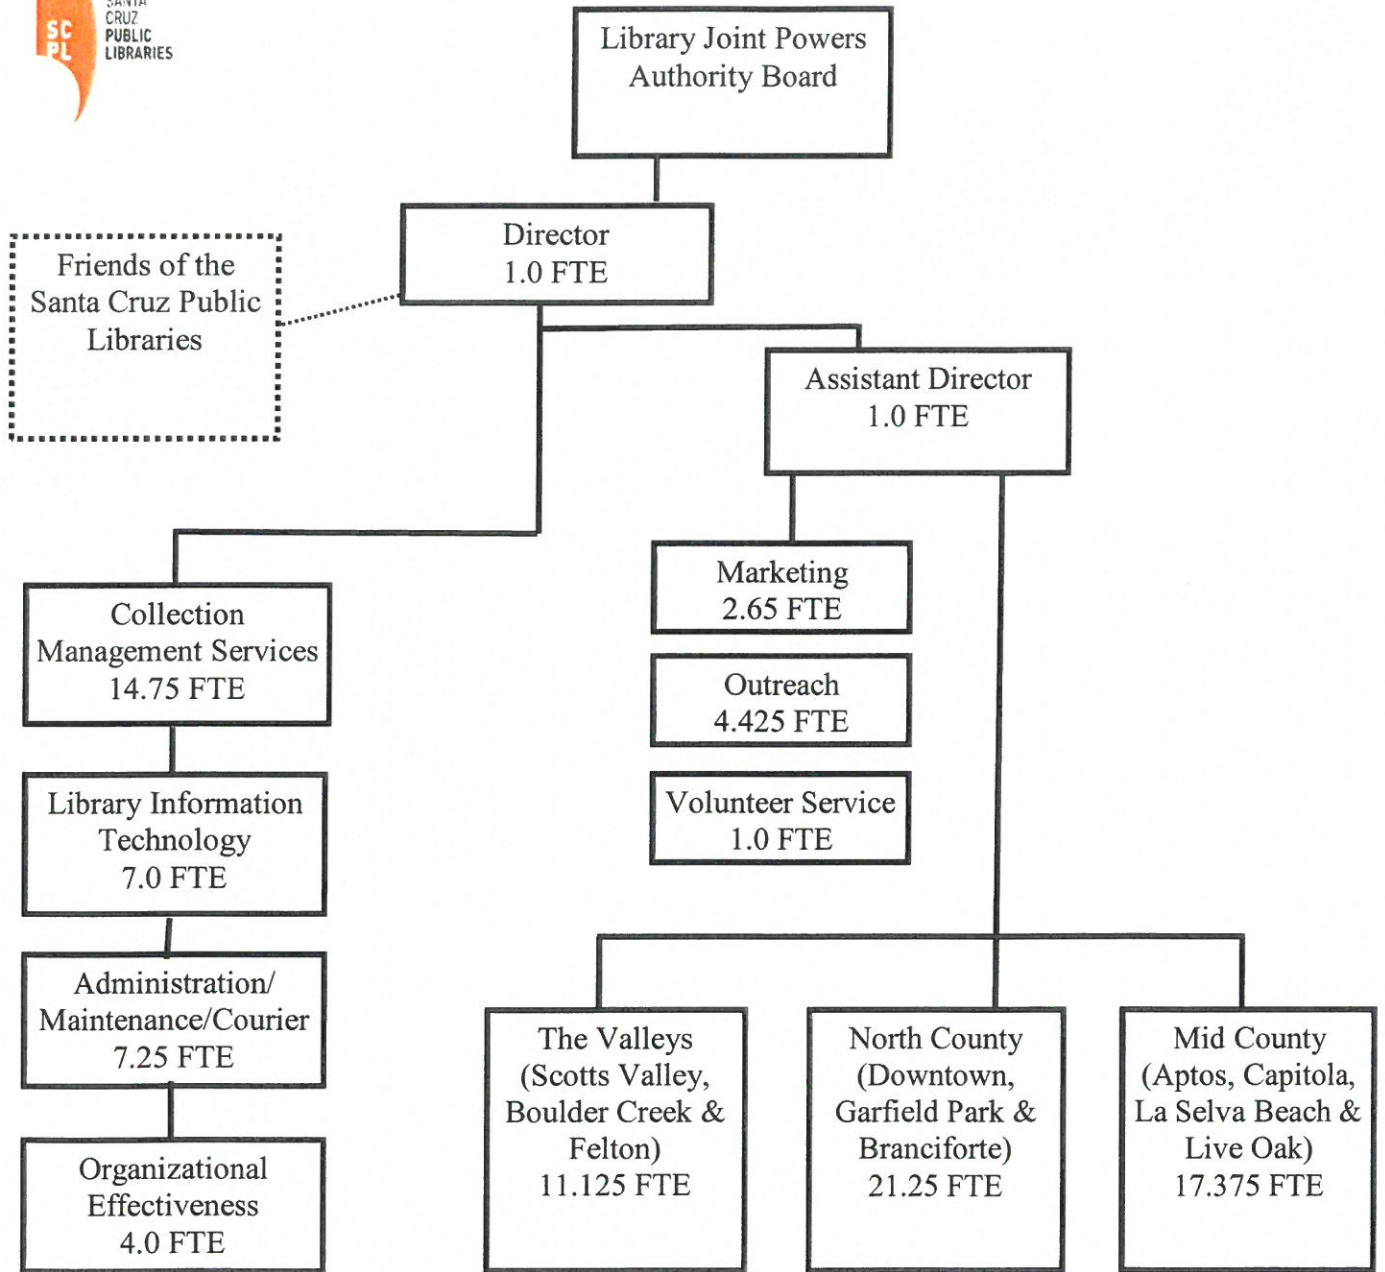 SANTA
CRUZ
PUBLIC
LIBRARIES
SC
PL
Library Joint Powers
Authority Board
Director
1.0 FTE
Friends of the
Santa Cruz Public
Libraries
Assistant Director
1.0 FTE
Marketing
2.65 FTE
Outreach
4.425 FTE
Volunteer Service
1.0 FTE
Collection
Management Services
14.75 FTE
Library Information
Technology
7.0 FTE
Administration/
Maintenance/Courier
7.25 FTE
Organizational
Effectiveness
4.0 FTE
The Valleys
(Scotts Valley,
Boulder Creek &
Felton)
11.125 FTE
North County
(Downtown,
Garfield Park &
Branciforte)
21.25 FTE
Mid County
(Aptos, Capitola,
La Selva Beach &
Live Oak)
17.375 FTE